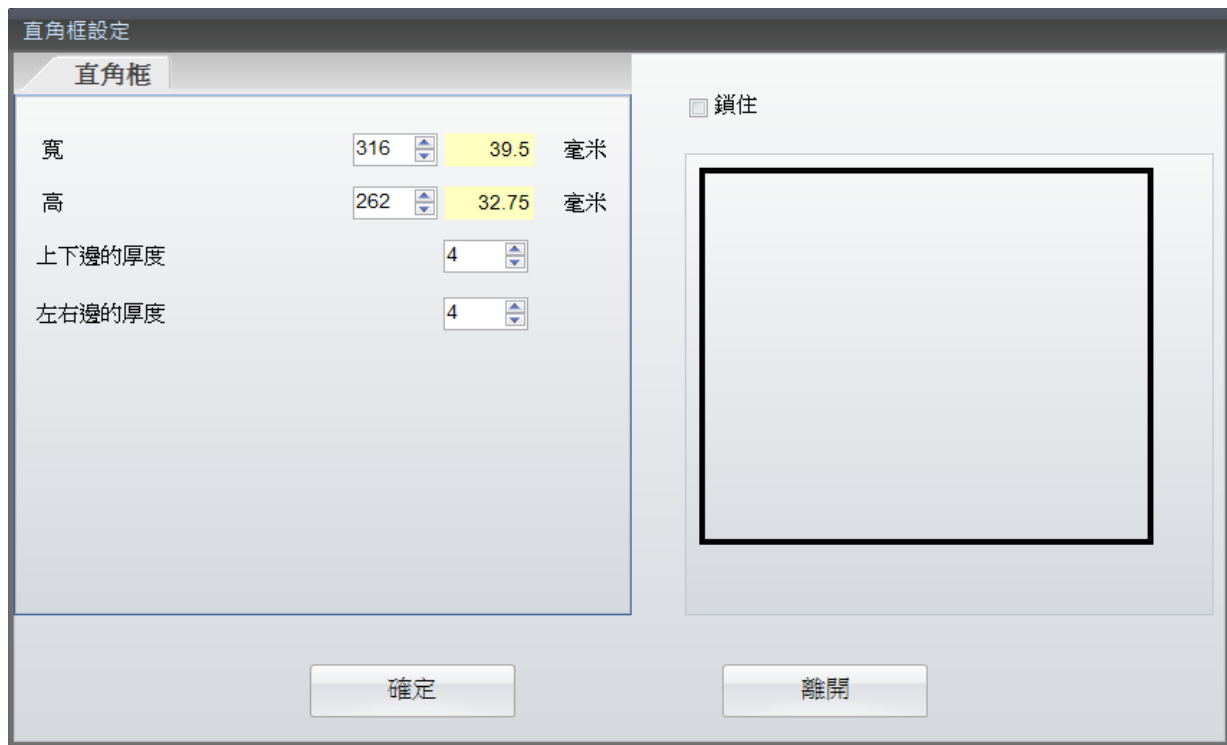 直角框設定
直角框
鎖住
寬 316 39.5 毫米
高 262 32.75 毫米
上下邊的厚度 4
左右邊的厚度 4
確定 離開